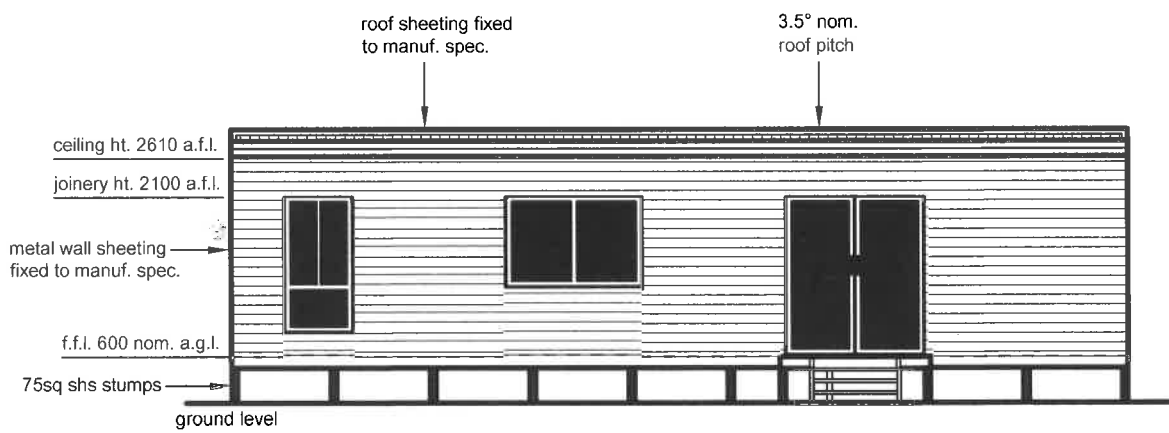 roof sheeting fixed
to manuf. spec.
3.5° nom.
roof pitch
ceiling ht. 2610 a.f.l.
joinery ht. 2100 a.f.l.
metal wall sheeting
fixed to manuf. spec.
f.f.l. 600 nom. a.g.l.
75sq shs stumps
ground level